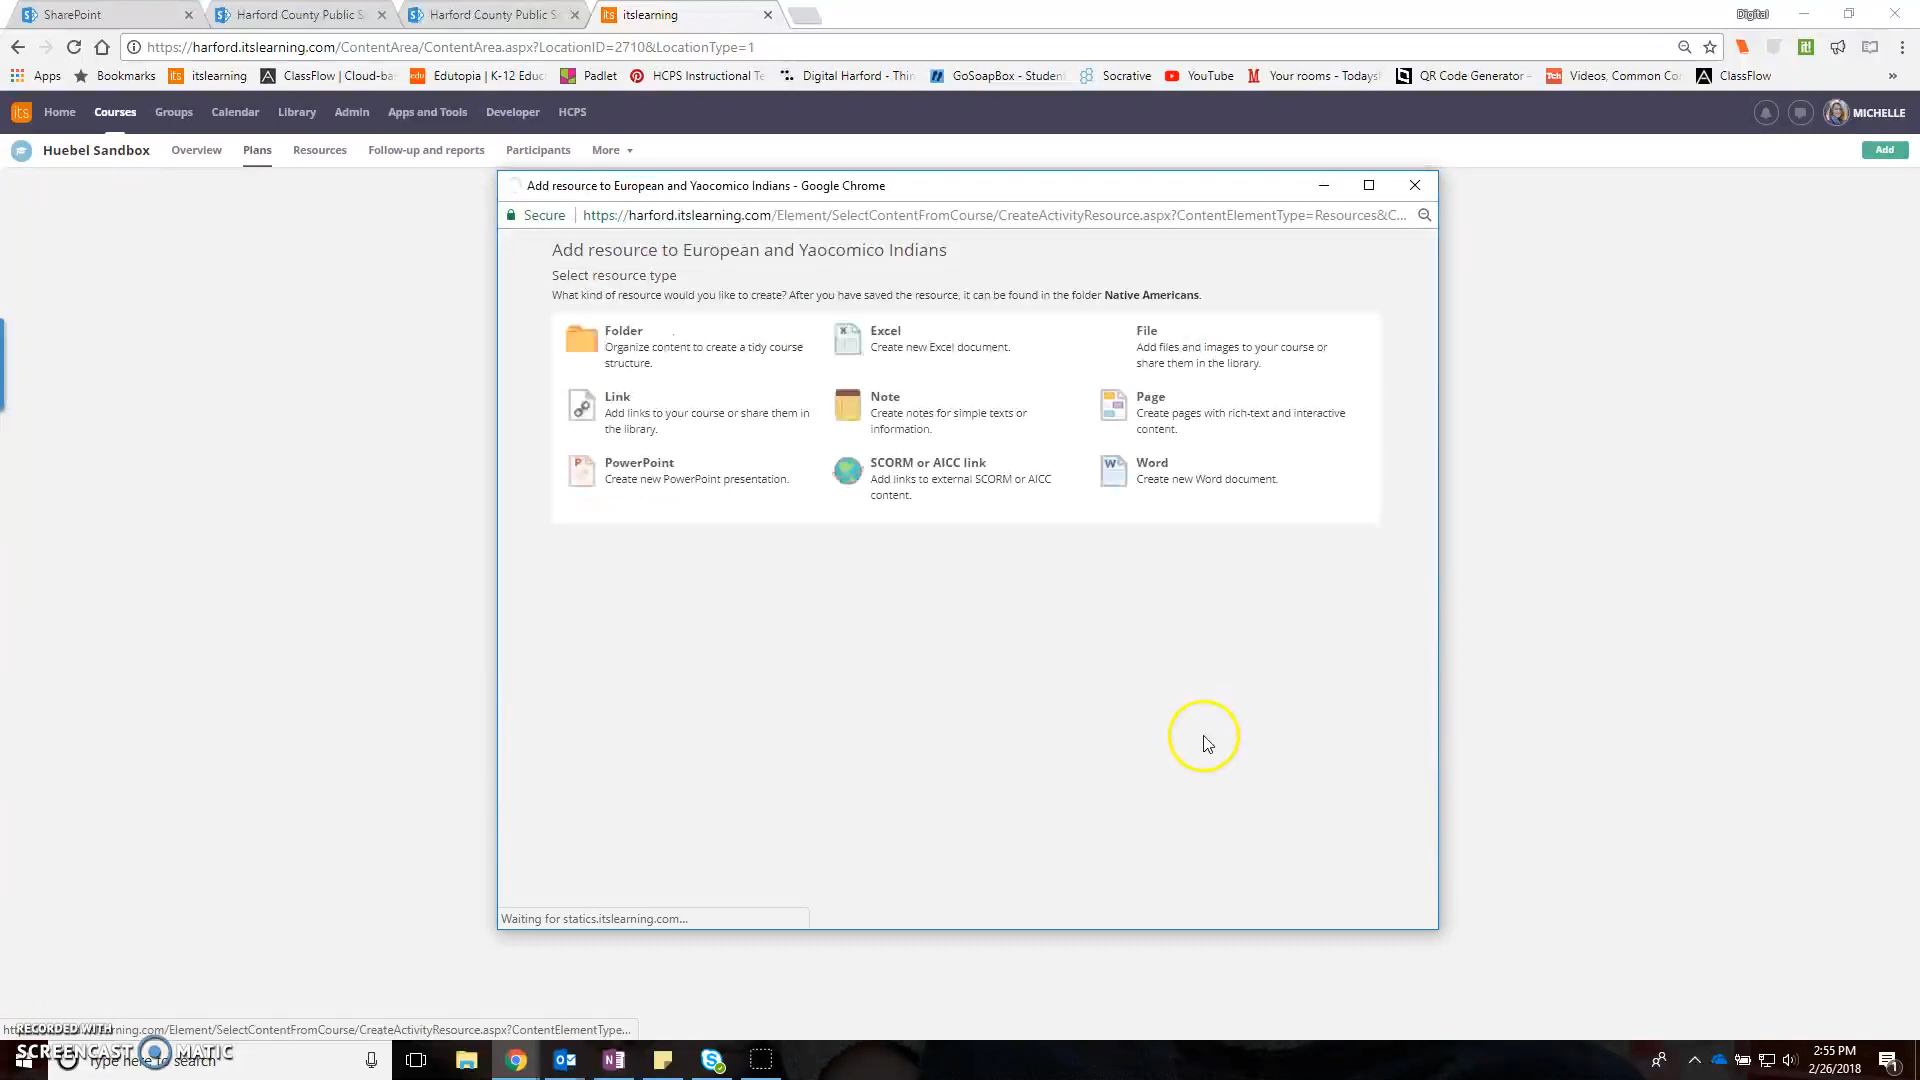 SharePoint
Harford County Public S
Harford County Public S
itslearning
Digital
https://harford.itslearning.com/ContentArea/ContentArea.aspx?LocationID=2710&LocationType=1
Apps
Bookmarks
itslearning
ClassFlow | Cloud-ba
Edutopia | K-12 Educ
Padlet
HCPS Instructional Te
Digital Harford - Thin
GoSoapBox - Student
Socrative
YouTube
Your rooms - Todays
QR Code Generator -
Videos, Common Co
ClassFlow
Home Courses Groups Calendar Library Admin Apps and Tools Developer HCPS
MICHELLE
Huebel Sandbox Overview Plans Resources Follow-up and reports Participants More
Add
Add resource to European and Yaocomico Indians - Google Chrome
Secure https://harford.itslearning.com/Element/SelectContentFromCourse/CreateActivityResource.aspx?ContentElementType=Resources&C...
Add resource to European and Yaocomico Indians
Select resource type
What kind of resource would you like to create? After you have saved the resource, it can be found in the folder Native Americans.
Folder
Organize content to create a tidy course
structure.
Excel
Create new Excel document.
File
Add files and images to your course or
share them in the library.
Link
Add links to your course or share them in
the library.
Note
Create notes for simple texts or
information.
Page
Create pages with rich-text and interactive
content.
PowerPoint
Create new PowerPoint presentation.
SCORM or AICC link
Add links to external SCORM or AICC
content.
Word
Create new Word document.
Waiting for statics.itslearning.com...
rning.com/Element/SelectContentFromCourse/CreateActivityResource.aspx?ContentElementType...
RECORDED WITH
SCREENCAST MATIC
Type here to search
2:55 PM
2/26/2018